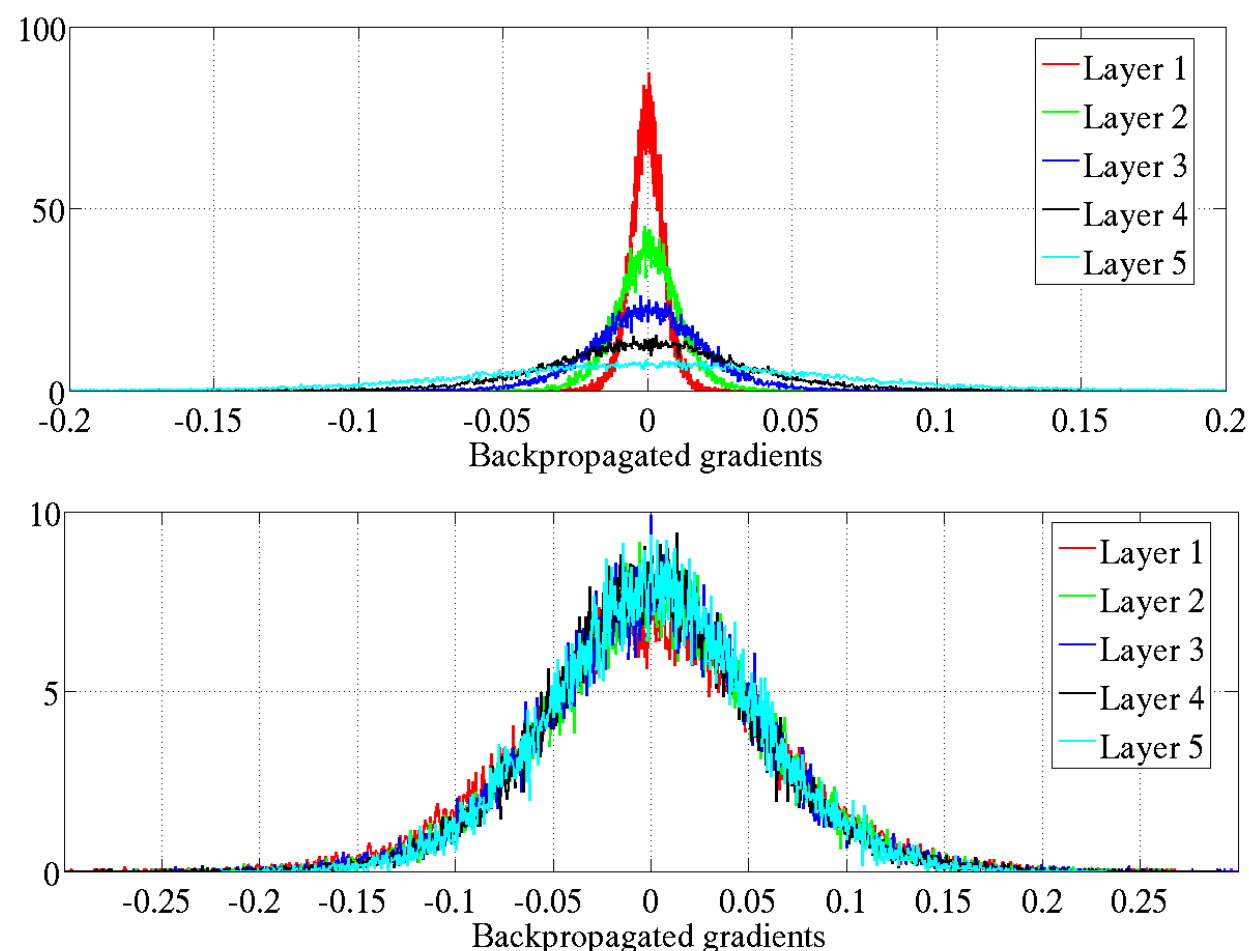 100
50
0
-0.2 -0.15 -0.1 -0.05 0 0.05 0.1 0.15 0.2
Backpropagated gradients
Layer 1
Layer 2
Layer 3
Layer 4
Layer 5
10
5
0
-0.25 -0.2 -0.15 -0.1 -0.05 0 0.05 0.1 0.15 0.2 0.25
Backpropagated gradients
Layer 1
Layer 2
Layer 3
Layer 4
Layer 5